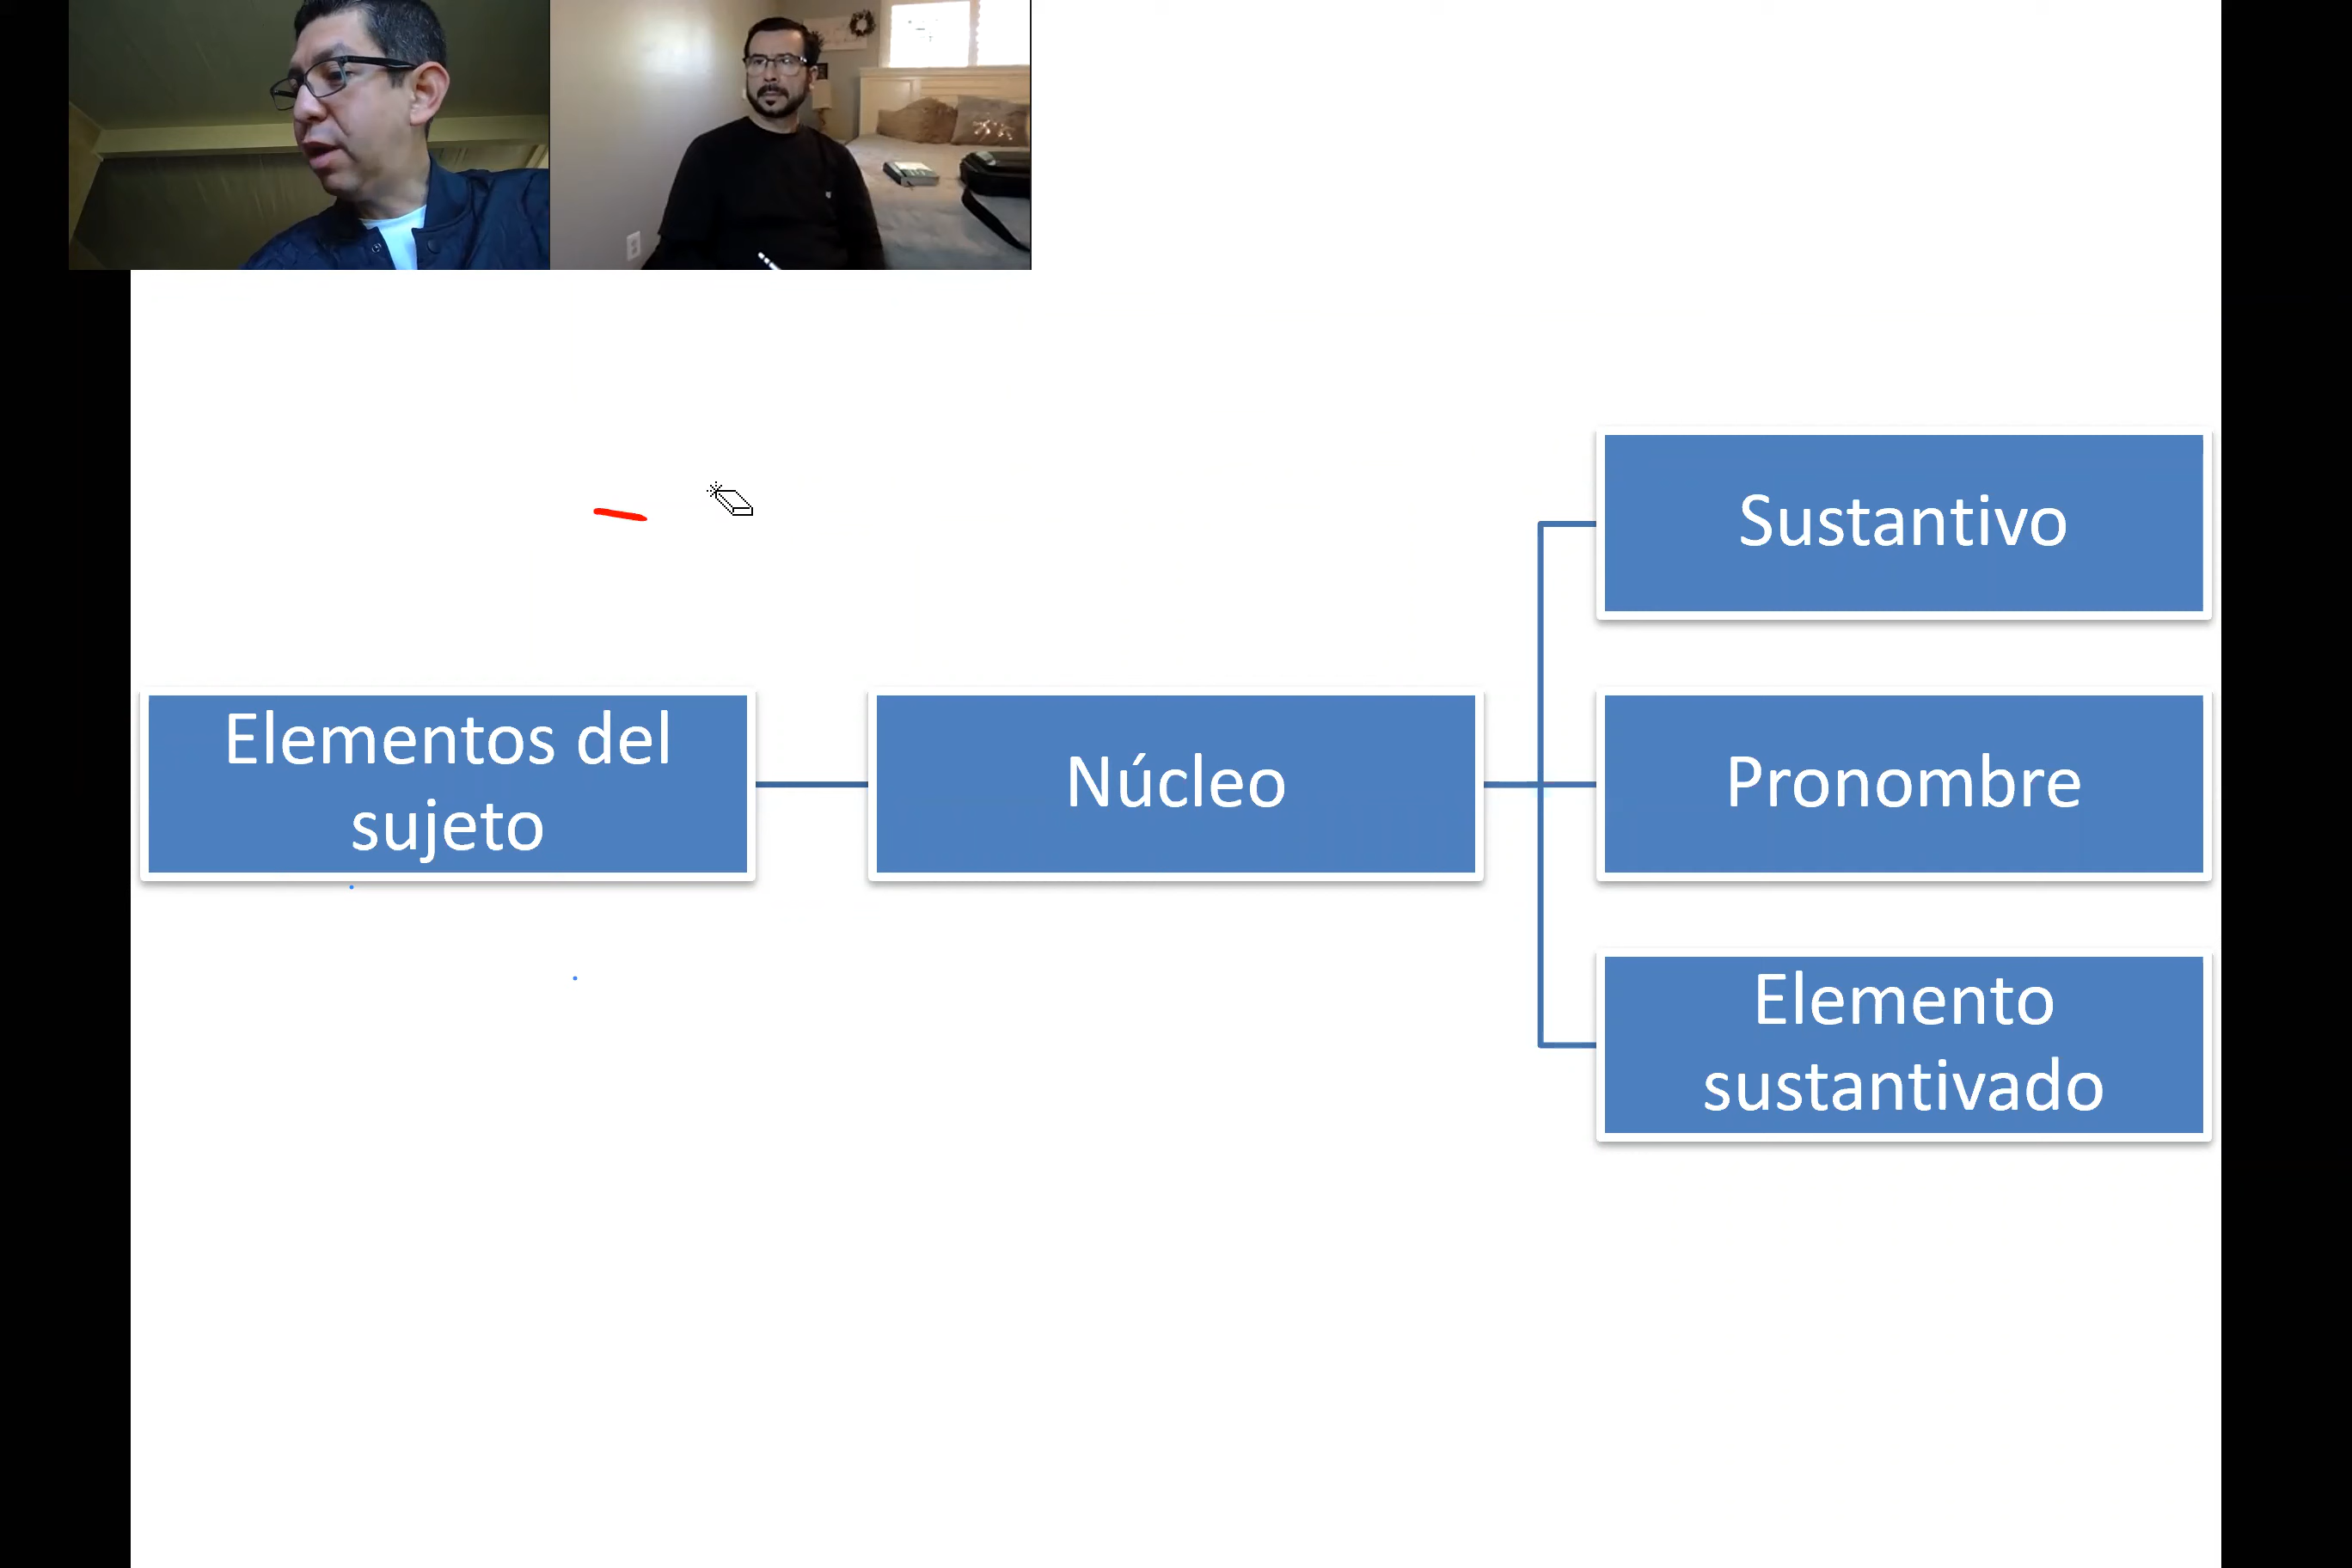 Elementos del
sujeto
Núcleo
Sustantivo
Pronombre
Elemento
sustantivado